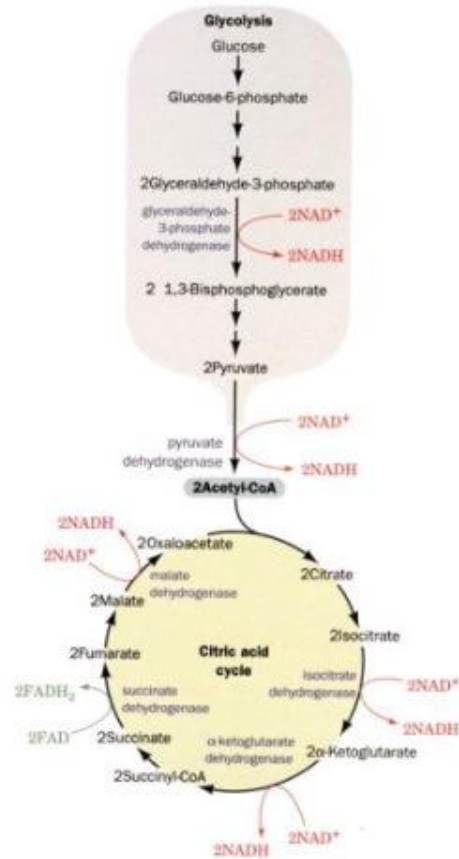 Glycolysis
Glucose
Glucose-6-phosphate
2Glyceraldehyde-3-phosphate
glyceraldehyde-
3-phosphate
dehydrogenase
2NAD⁺
2NADH
2 1,3-Bisphosphoglycerate
2Pyruvate
pyruvate
dehydrogenase
2NAD⁺
2NADH
2Acetyl-CoA
2NADH
2NAD⁺
2Oxaloacetate
malate
dehydrogenase
2Citrate
2Malate
2Isocitrate
2Fumarate
Citric acid
cycle
isocitrate
dehydrogenase
2NAD⁺
2NADH
2FADH₂
2FAD
succinate
dehydrogenase
2Succinate
α-ketoglutarate
dehydrogenase
2α-Ketoglutarate
2Succinyl-CoA
2NADH
2NAD⁺